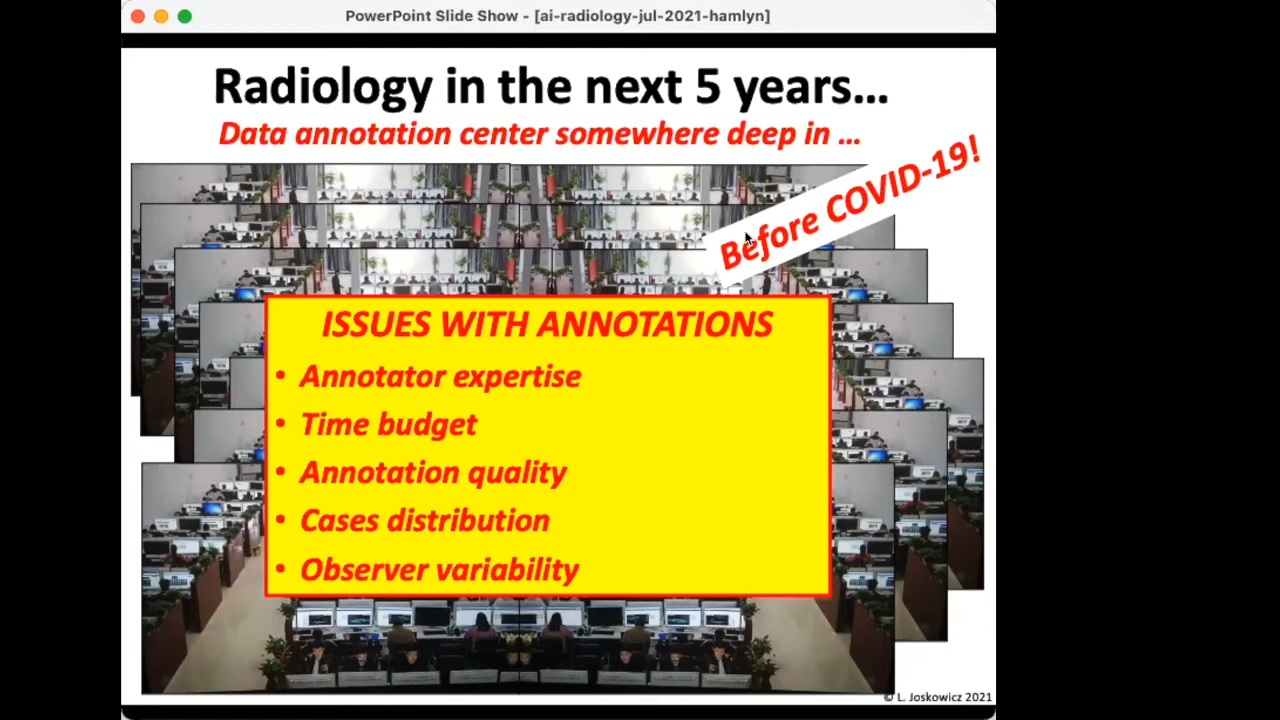 PowerPoint Slide Show - [ai-radiology-jul-2021-hamlyn]
Radiology in the next 5 years...
Data annotation center somewhere deep in ...
Before COVID-19!
ISSUES WITH ANNOTATIONS
• Annotator expertise
• Time budget
• Annotation quality
• Cases distribution
• Observer variability
© L. Joskowicz 2021